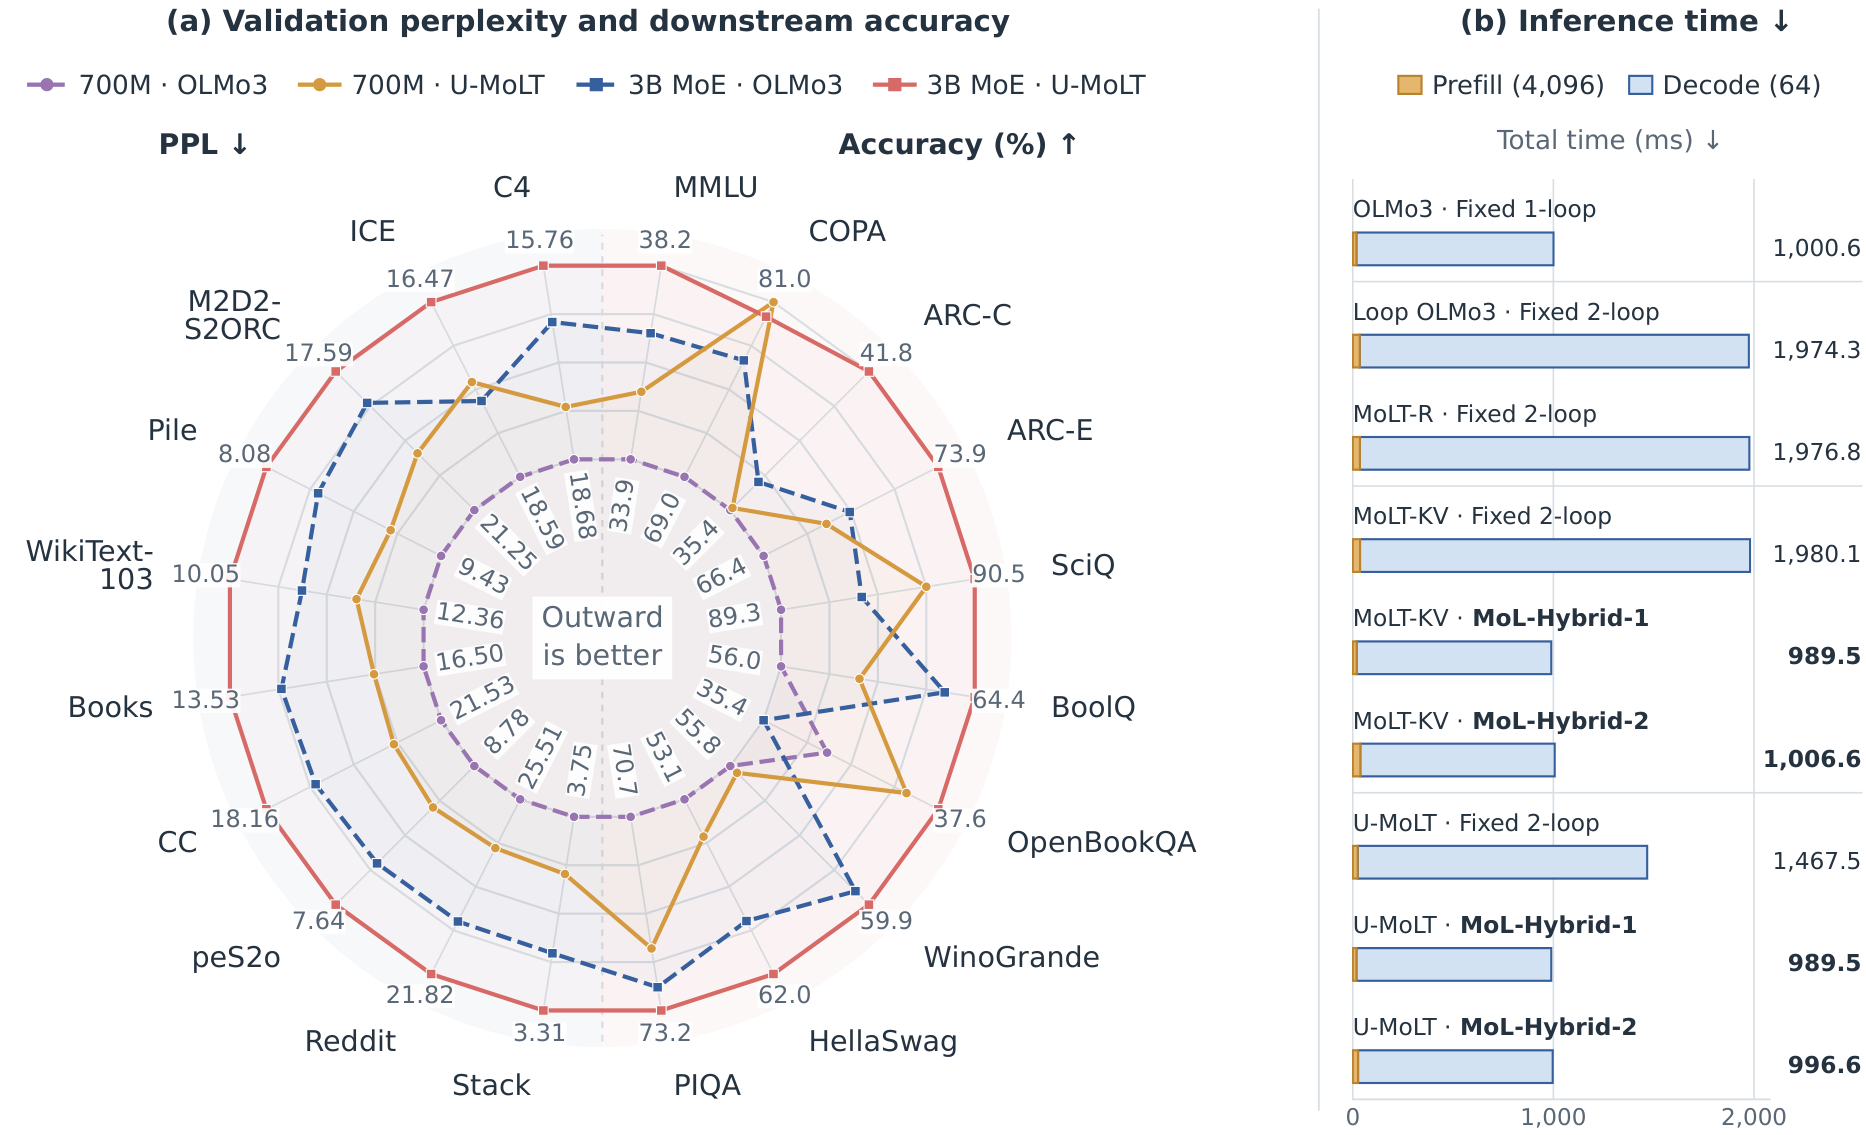 (a) Validation perplexity and downstream accuracy
700M · OLMo3
700M · U-MoLT
3B MoE · OLMo3
3B MoE · U-MoLT
PPL ↓
Accuracy (%) ↑
C4
MMLU
ICE
COPA
M2D2-
S2ORC
ARC-C
Pile
ARC-E
WikiText-
103
SciQ
Books
BoolQ
CC
OpenBookQA
peS2o
WinoGrande
Reddit
HellaSwag
Stack
PIQA
15.76
38.2
16.47
81.0
17.59
41.8
8.08
73.9
10.05
90.5
13.53
64.4
18.16
37.6
7.64
59.9
21.82
62.0
3.31
73.2
18.68
33.9
18.59
69.0
21.25
35.4
9.43
66.4
12.36
89.3
16.50
56.0
21.53
35.4
8.78
55.8
25.51
53.1
3.75
70.7
Outward
is better
(b) Inference time ↓
Prefill (4,096)
Decode (64)
Total time (ms) ↓
OLMo3 · Fixed 1-loop
1,000.6
Loop OLMo3 · Fixed 2-loop
1,974.3
MoLT-R · Fixed 2-loop
1,976.8
MoLT-KV · Fixed 2-loop
1,980.1
MoLT-KV · MoL-Hybrid-1
989.5
MoLT-KV · MoL-Hybrid-2
1,006.6
U-MoLT · Fixed 2-loop
1,467.5
U-MoLT · MoL-Hybrid-1
989.5
U-MoLT · MoL-Hybrid-2
996.6
0
1,000
2,000